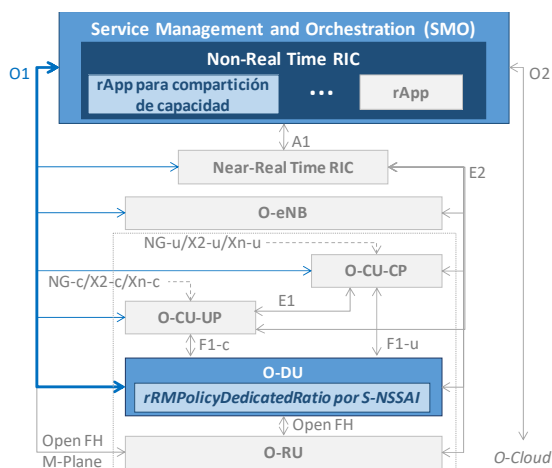 Service Management and Orchestration (SMO)
Non-Real Time RIC
O1
O2
rApp para compartición
de capacidad
...
rApp
A1
Near-Real Time RIC
E2
O-eNB
NG-u/X2-u/Xn-u
O-CU-CP
NG-c/X2-c/Xn-c
E1
O-CU-UP
F1-c
F1-u
O-DU
rRMPolicyDedicatedRatio por S-NSSAI
Open FH
Open FH
M-Plane
O-RU
O-Cloud